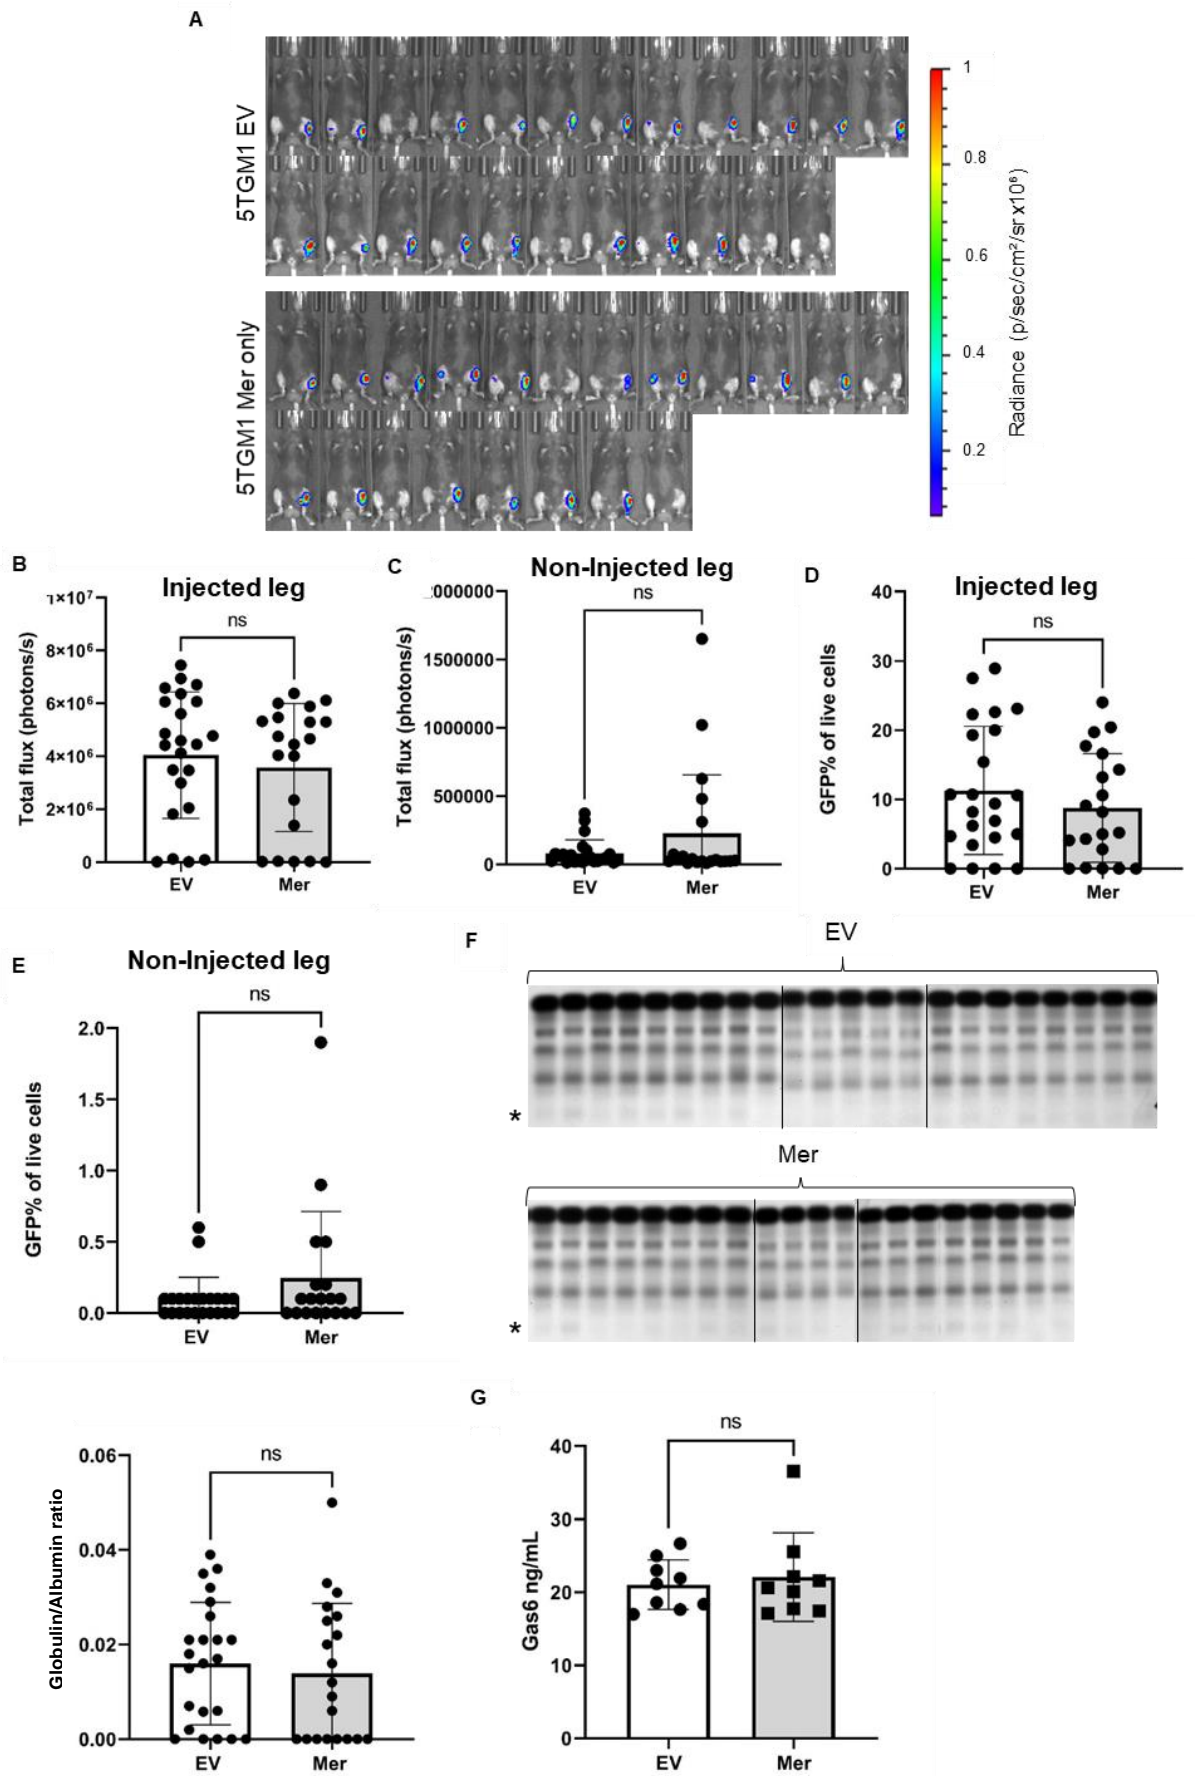 A
5TGM1 EV
5TGM1 Mer only
1
0.8
0.6
0.4
0.2
Radiance (p/sec/cm²/sr x10⁶)
B
Injected leg
ns
1×10⁷
8×10⁶
6×10⁶
4×10⁶
2×10⁶
0
Total flux (photons/s)
EV
Mer
C
Non-Injected leg
ns
000000
1500000
1000000
500000
0
Total flux (photons/s)
EV
Mer
D
Injected leg
ns
40
30
20
10
0
GFP% of live cells
EV
Mer
E
Non-Injected leg
ns
2.0
1.5
1.0
0.5
0.0
GFP% of live cells
EV
Mer
F
EV
*
Mer
*
ns
0.06
0.04
0.02
0.00
Globulin/Albumin ratio
EV
Mer
G
ns
40
30
20
10
0
Gas6 ng/mL
EV
Mer